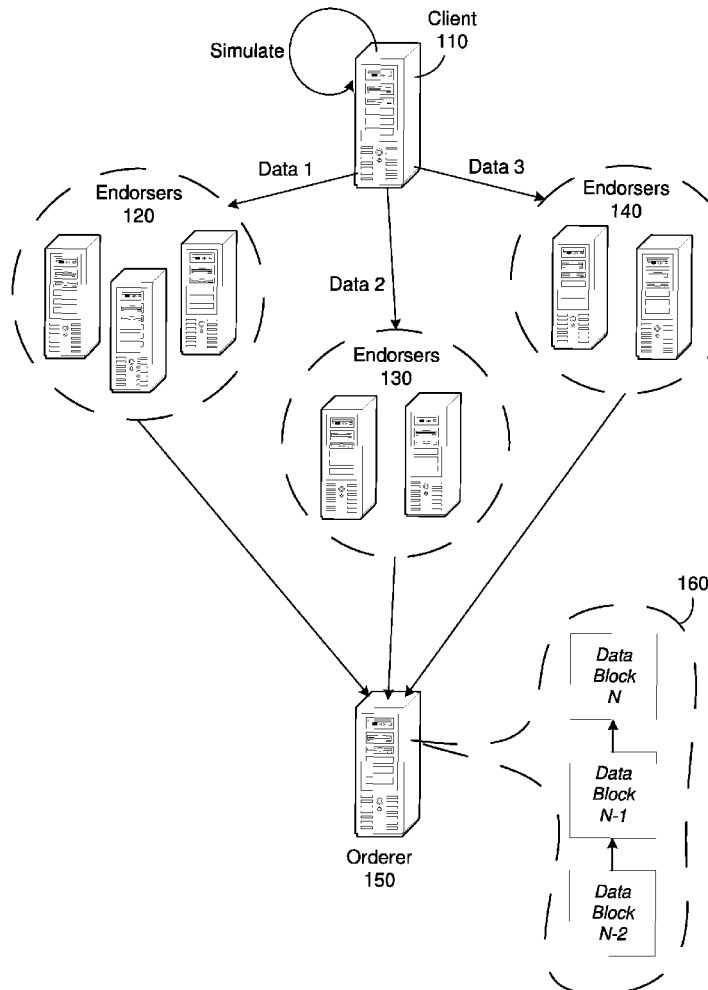 Client
110
Simulate
Data 1
Data 3
Endorsers
120
Endorsers
140
Data 2
Endorsers
130
160
Data
Block
N
Data
Block
N-1
Orderer
150
Data
Block
N-2